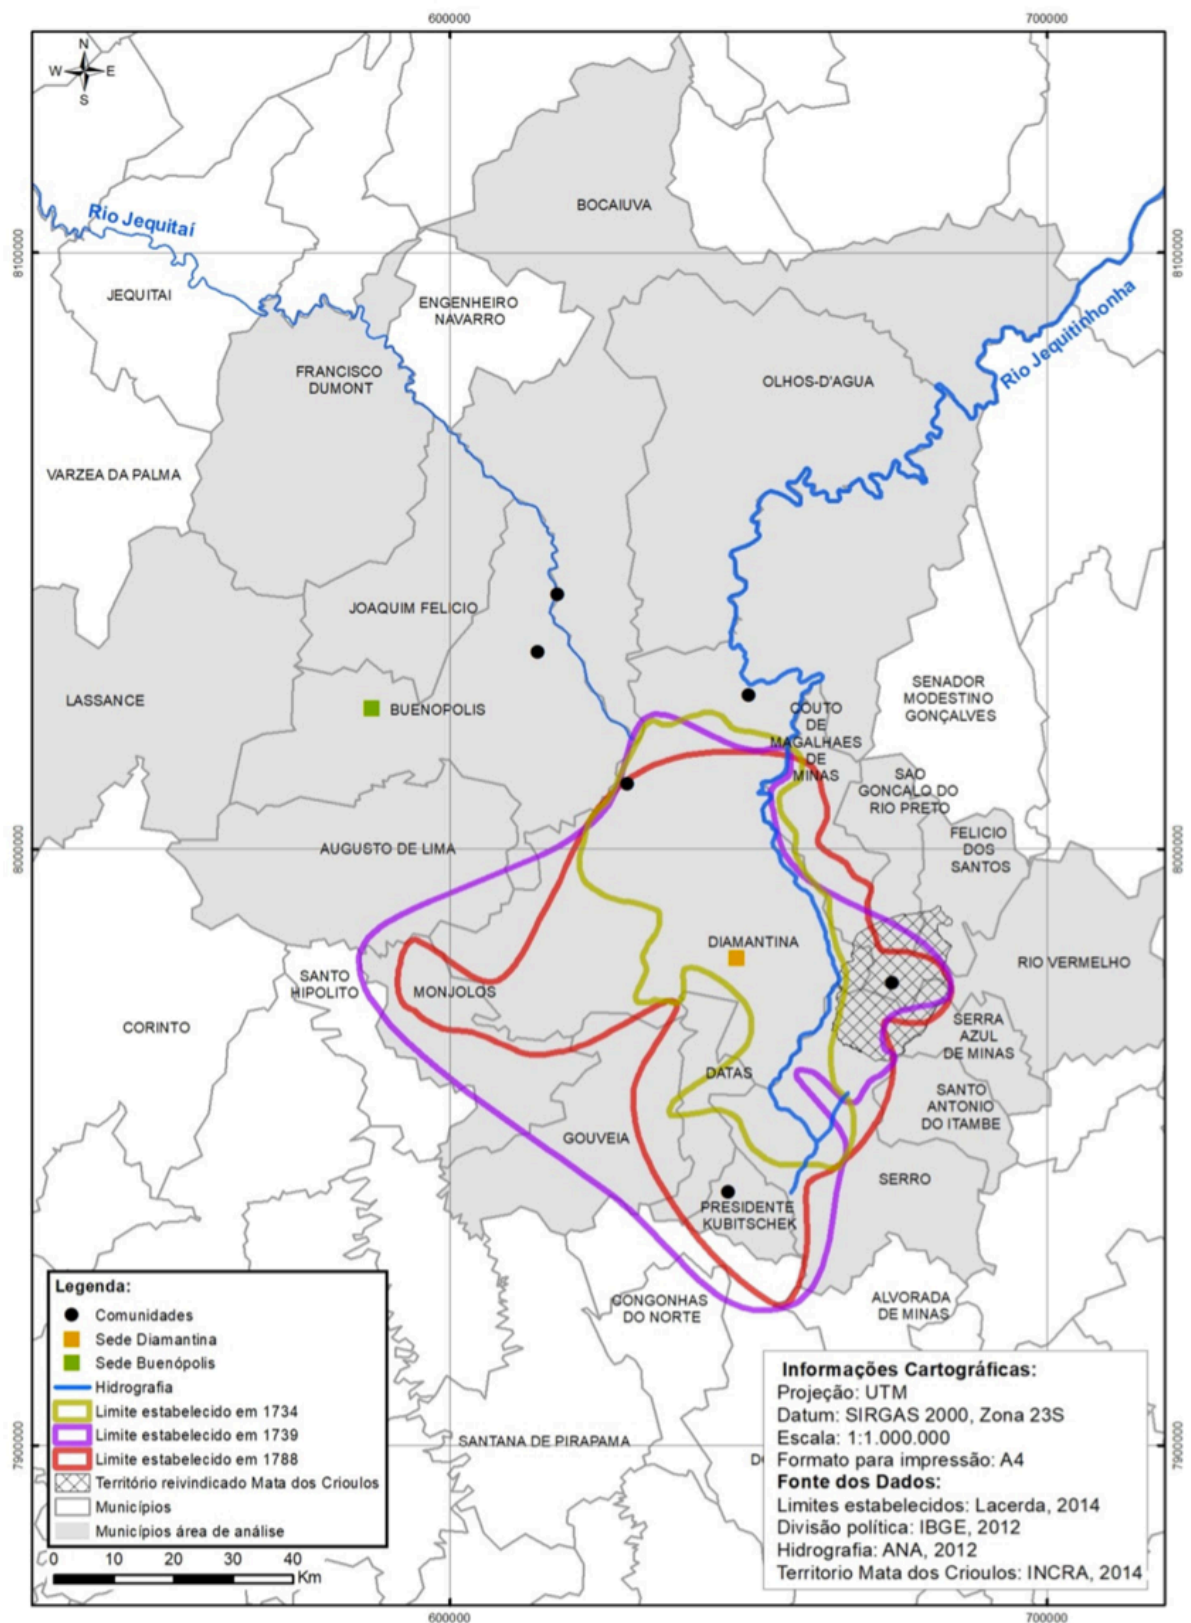 600000
700000
N
W E
S
BOCAIUVA
Rio Jequitaí
8100000
8100000
JEQUITAI
ENGENHEIRO
NAVARRO
Rio Jequitinhonha
FRANCISCO
DUMONT
OLHOS-D'AGUA
VARZEA DA PALMA
JOAQUIM FELICIO
LASSANCE
BUENOPOLIS
SENADOR
MODESTINO
GONÇALVES
COUTO
DE
MAGALHAES
DE
MINAS
SAO
GONCALO DO
RIO PRETO
FELICIO
DOS
SANTOS
8000000
8000000
AUGUSTO DE LIMA
DIAMANTINA
RIO VERMELHO
SANTO
HIPOLITO
MONJOLOS
CORINTO
SERRA
AZUL
DE MINAS
DATAS
SANTO
ANTONIO
DO ITAMBE
GOUVEIA
SERRO
PRESIDENTE
KUBITSCHEK
CONGONHAS
DO NORTE
ALVORADA
DE MINAS
SANTANA DE PIRAPAMA
7900000
7900000
Legenda:
Comunidades
Sede Diamantina
Sede Buenópolis
Hidrografia
Limite estabelecido em 1734
Limite estabelecido em 1739
Limite estabelecido em 1788
Território reivindicado Mata dos Crioulos
Municípios
Municípios área de análise
0 10 20 30 40
Km
Informações Cartográficas:
Projeção: UTM
Datum: SIRGAS 2000, Zona 23S
Escala: 1:1.000.000
Formato para impressão: A4
Fonte dos Dados:
Limites estabelecidos: Lacerda, 2014
Divisão política: IBGE, 2012
Hidrografia: ANA, 2012
Territorio Mata dos Crioulos: INCRA, 2014
600000
700000